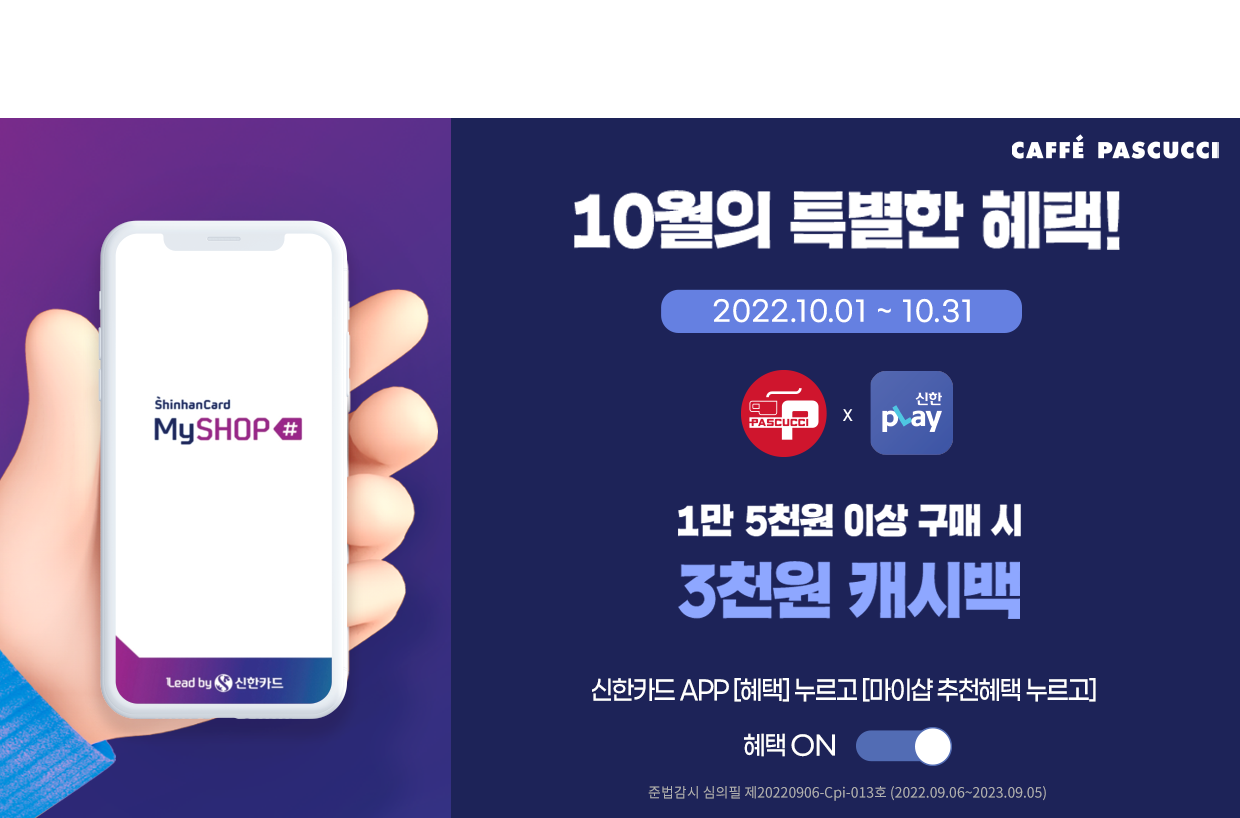 CAFFÉ PASCUCCI
10월의 특별한 혜택!
2022.10.01 ~ 10.31
PASCUCCI x 신한 pLay
1만 5천원 이상 구매 시
3천원 캐시백
신한카드 APP [혜택] 누르고 [마이샵 추천혜택 누르고]
혜택 ON
준법감시 심의필 제20220906-Cpi-013호 (2022.09.06~2023.09.05)
ShinhanCard
MySHOP #
Lead by 신한카드